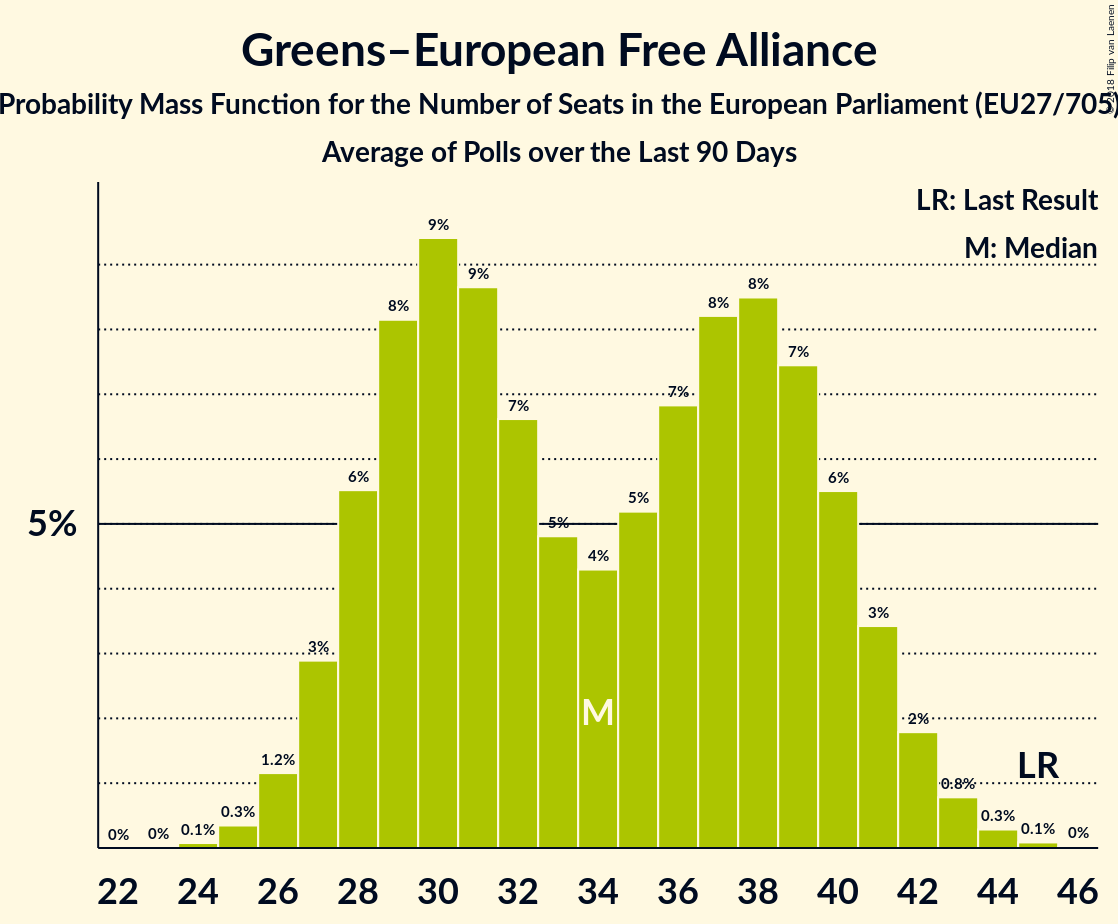 Greens–European Free Alliance
Probability Mass Function for the Number of Seats in the European Parliament (EU27/705)
Average of Polls over the Last 90 Days
© 2018 Filip van Laenen
LR: Last Result
M: Median
5%
0%
0%
0.1%
0.3%
1.2%
3%
6%
8%
9%
9%
7%
5%
4%
5%
7%
8%
8%
7%
6%
3%
2%
0.8%
0.3%
0.1%
0%
M
LR
22 24 26 28 30 32 34 36 38 40 42 44 46